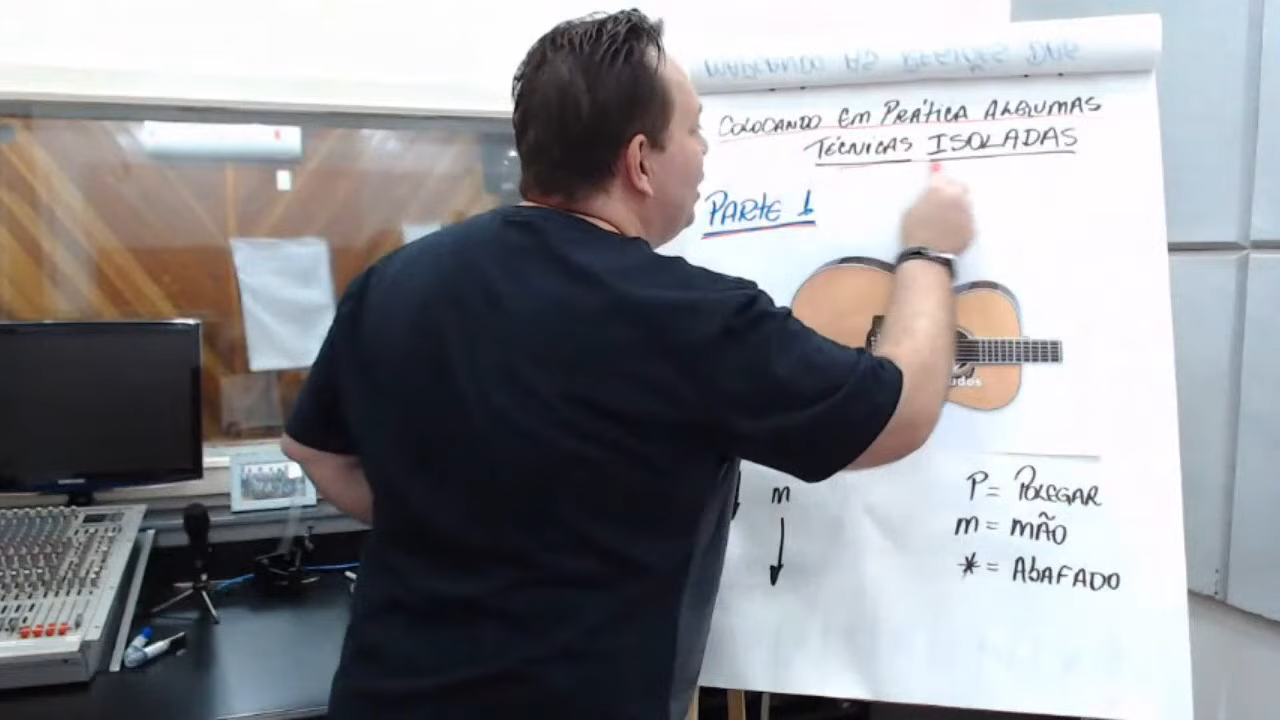 COLOCANDO EM PRÁTICA ALGUMAS
TÉCNICAS ISOLADAS
PARTE 1
m
P = POLEGAR
m = MÃO
* = ABAFADO